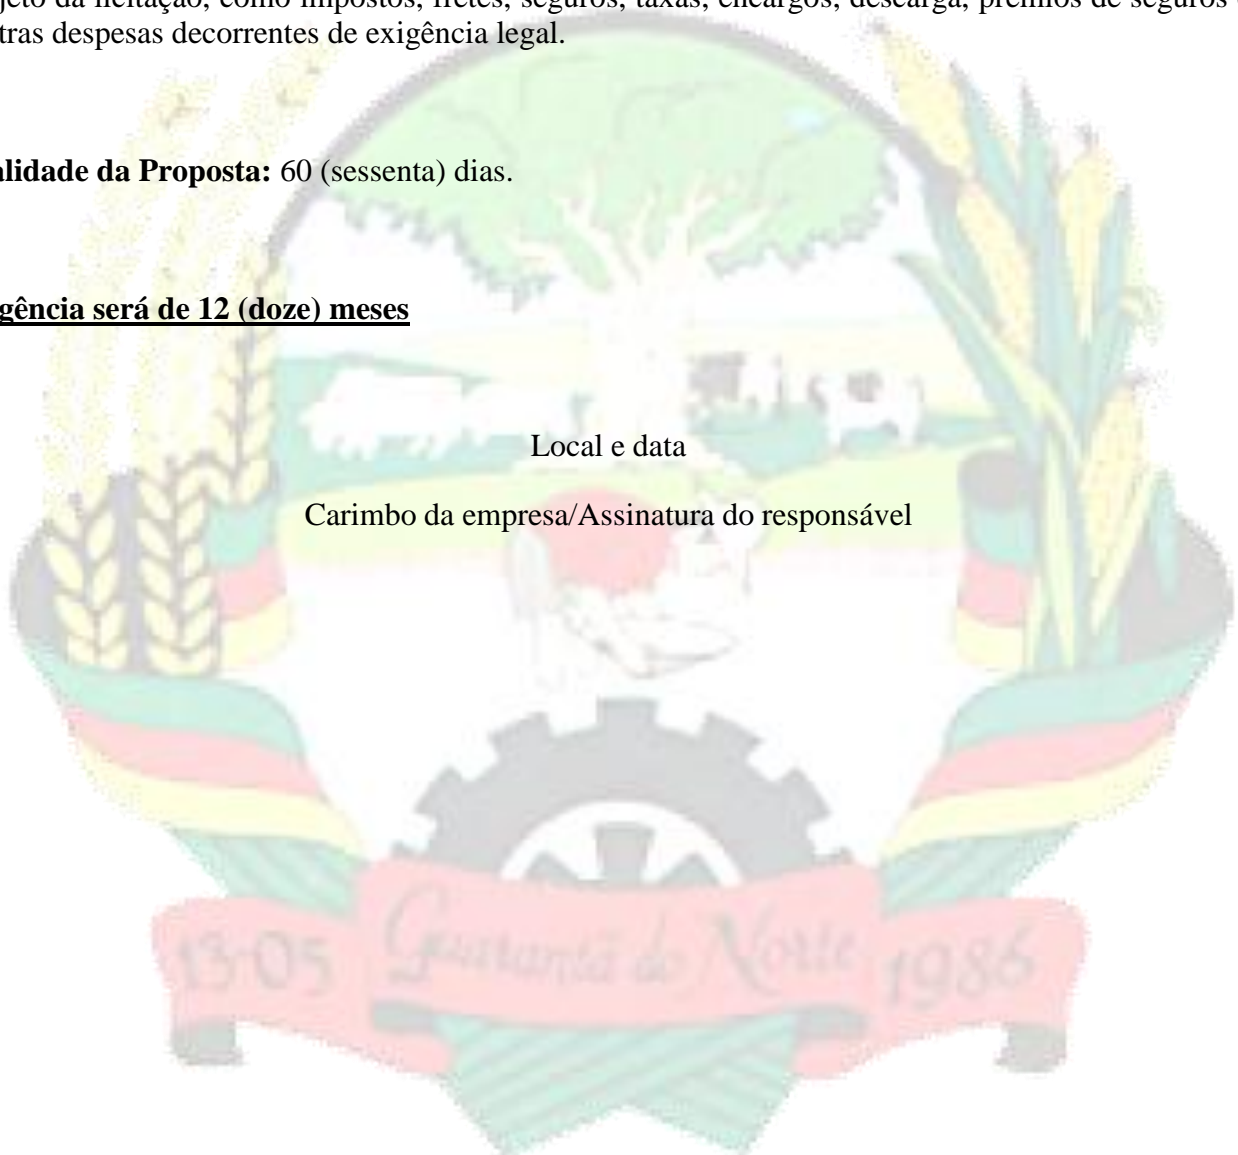 jeto da licitação, como impostos, fretes, seguros, taxas, encargos, descarga, prêmios de seguros
tras despesas decorrentes de exigência legal.
alidade da Proposta: 60 (sessenta) dias.
gência será de 12 (doze) meses
Local e data
Carimbo da empresa/Assinatura do responsável
13-05 Guarantã do Norte 1986